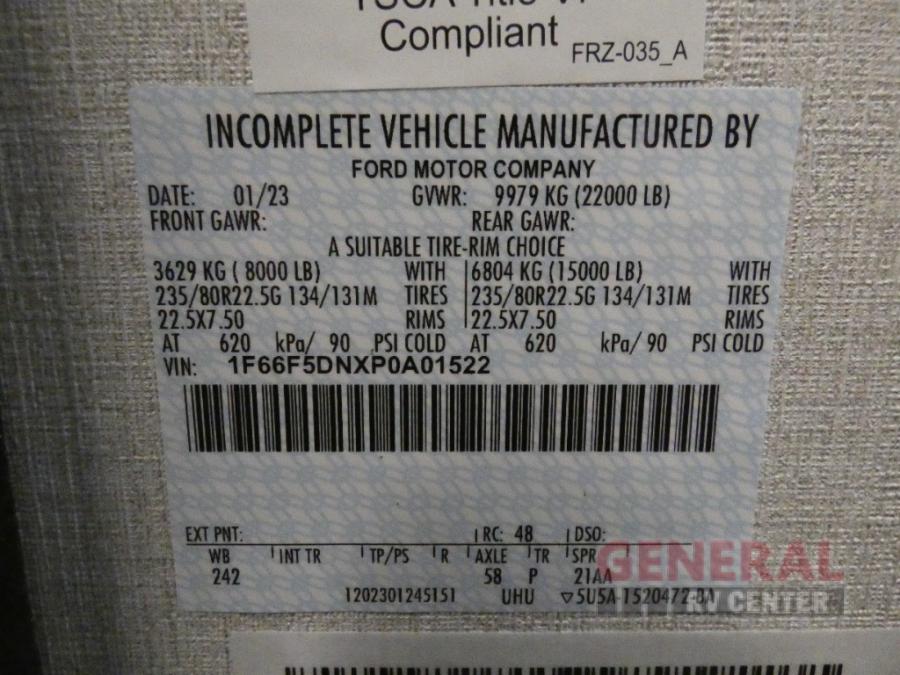 Compliant
FRZ-035_A
INCOMPLETE VEHICLE MANUFACTURED BY
FORD MOTOR COMPANY
DATE: 01/23 GVWR: 9979 KG (22000 LB)
FRONT GAWR: REAR GAWR:
A SUITABLE TIRE-RIM CHOICE
3629 KG ( 8000 LB) WITH 6804 KG (15000 LB) WITH
235/80R22.5G 134/131M TIRES 235/80R22.5G 134/131M TIRES
22.5X7.50 RIMS 22.5X7.50 RIMS
AT 620 kPa/ 90 PSI COLD AT 620 kPa/ 90 PSI COLD
VIN: 1F66F5DNXP0A01522
EXT PNT: RC: 48 DSO:
WB INT TR TP/PS R AXLE TR SPR
242 58 P 21AA
1202301245151 UHU ▽5U5A-1520472-BA
GENERAL
RV CENTER